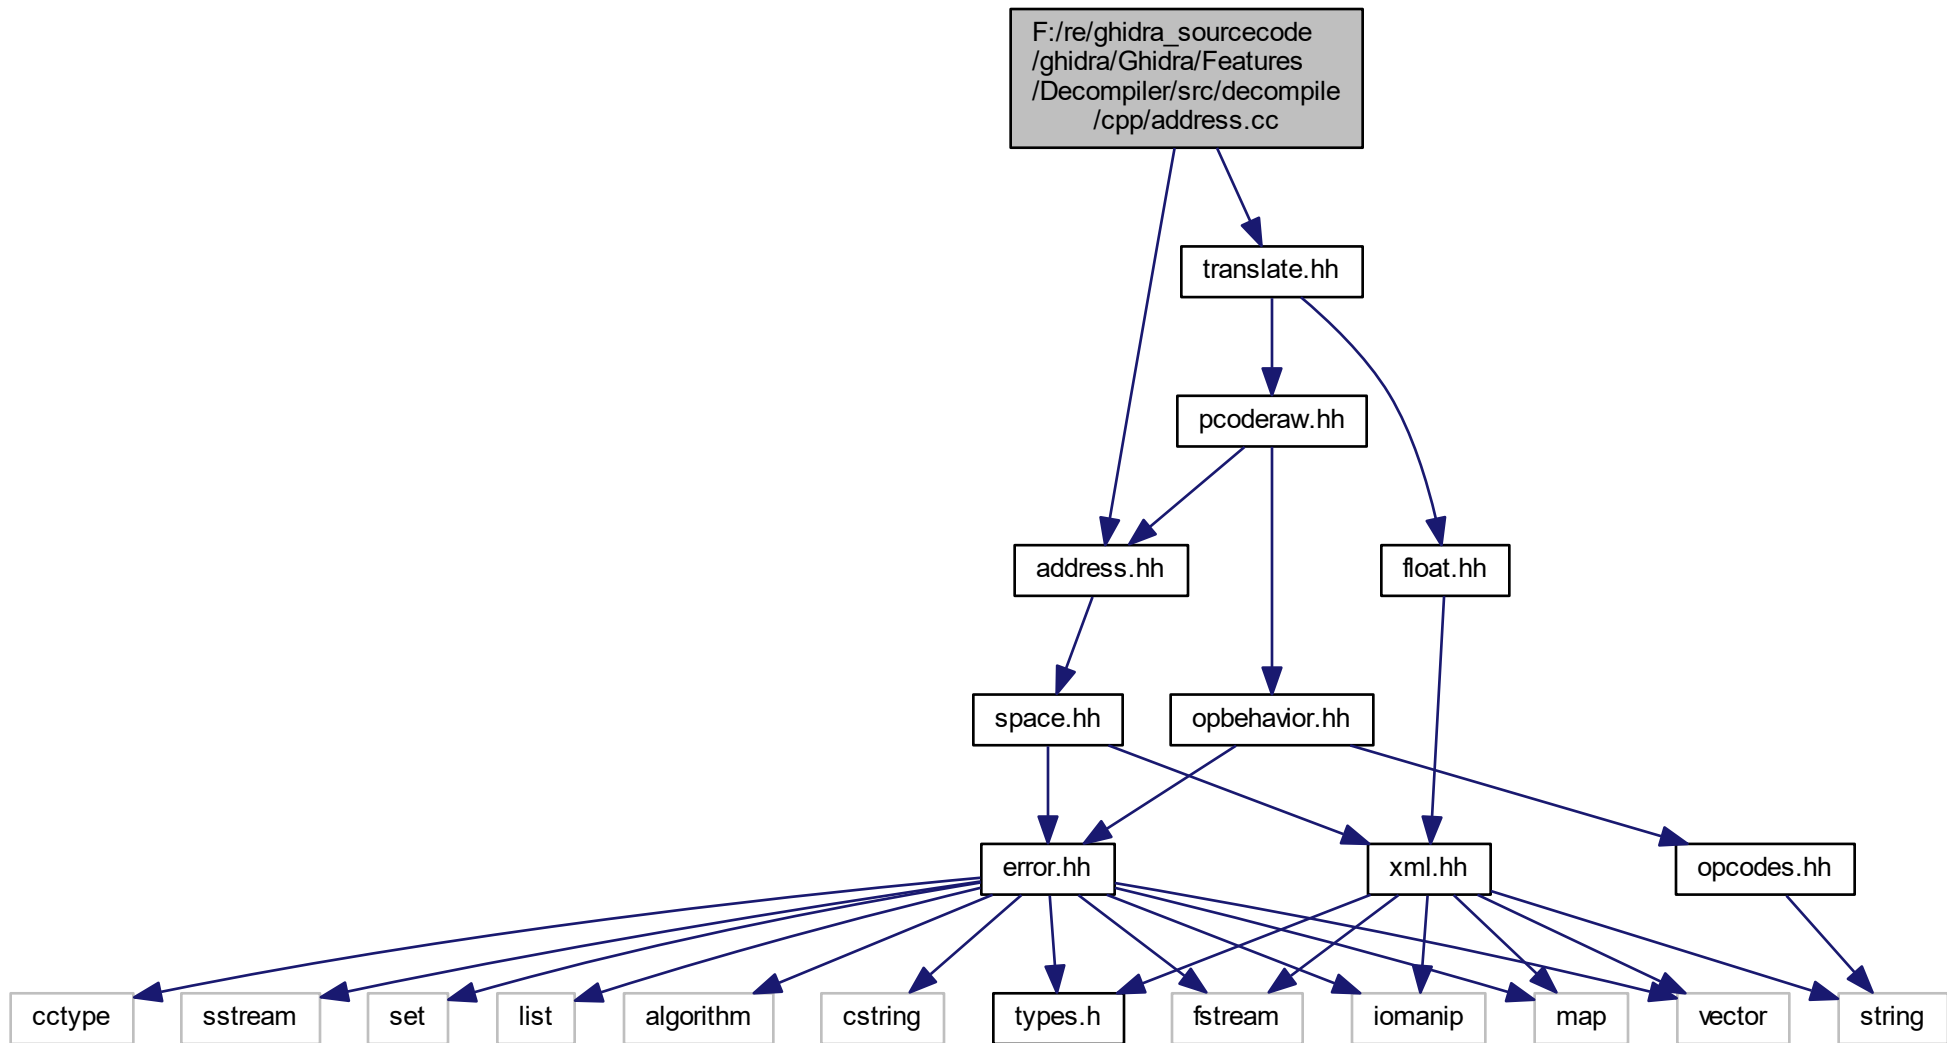 F:/re/ghidra_sourcecode
/ghidra/Ghidra/Features
/Decompiler/src/decompile
/cpp/address.cc
translate.hh
pcoderaw.hh
address.hh
float.hh
space.hh
opbehavior.hh
error.hh
xml.hh
opcodes.hh
cctype
sstream
set
list
algorithm
cstring
types.h
fstream
iomanip
map
vector
string